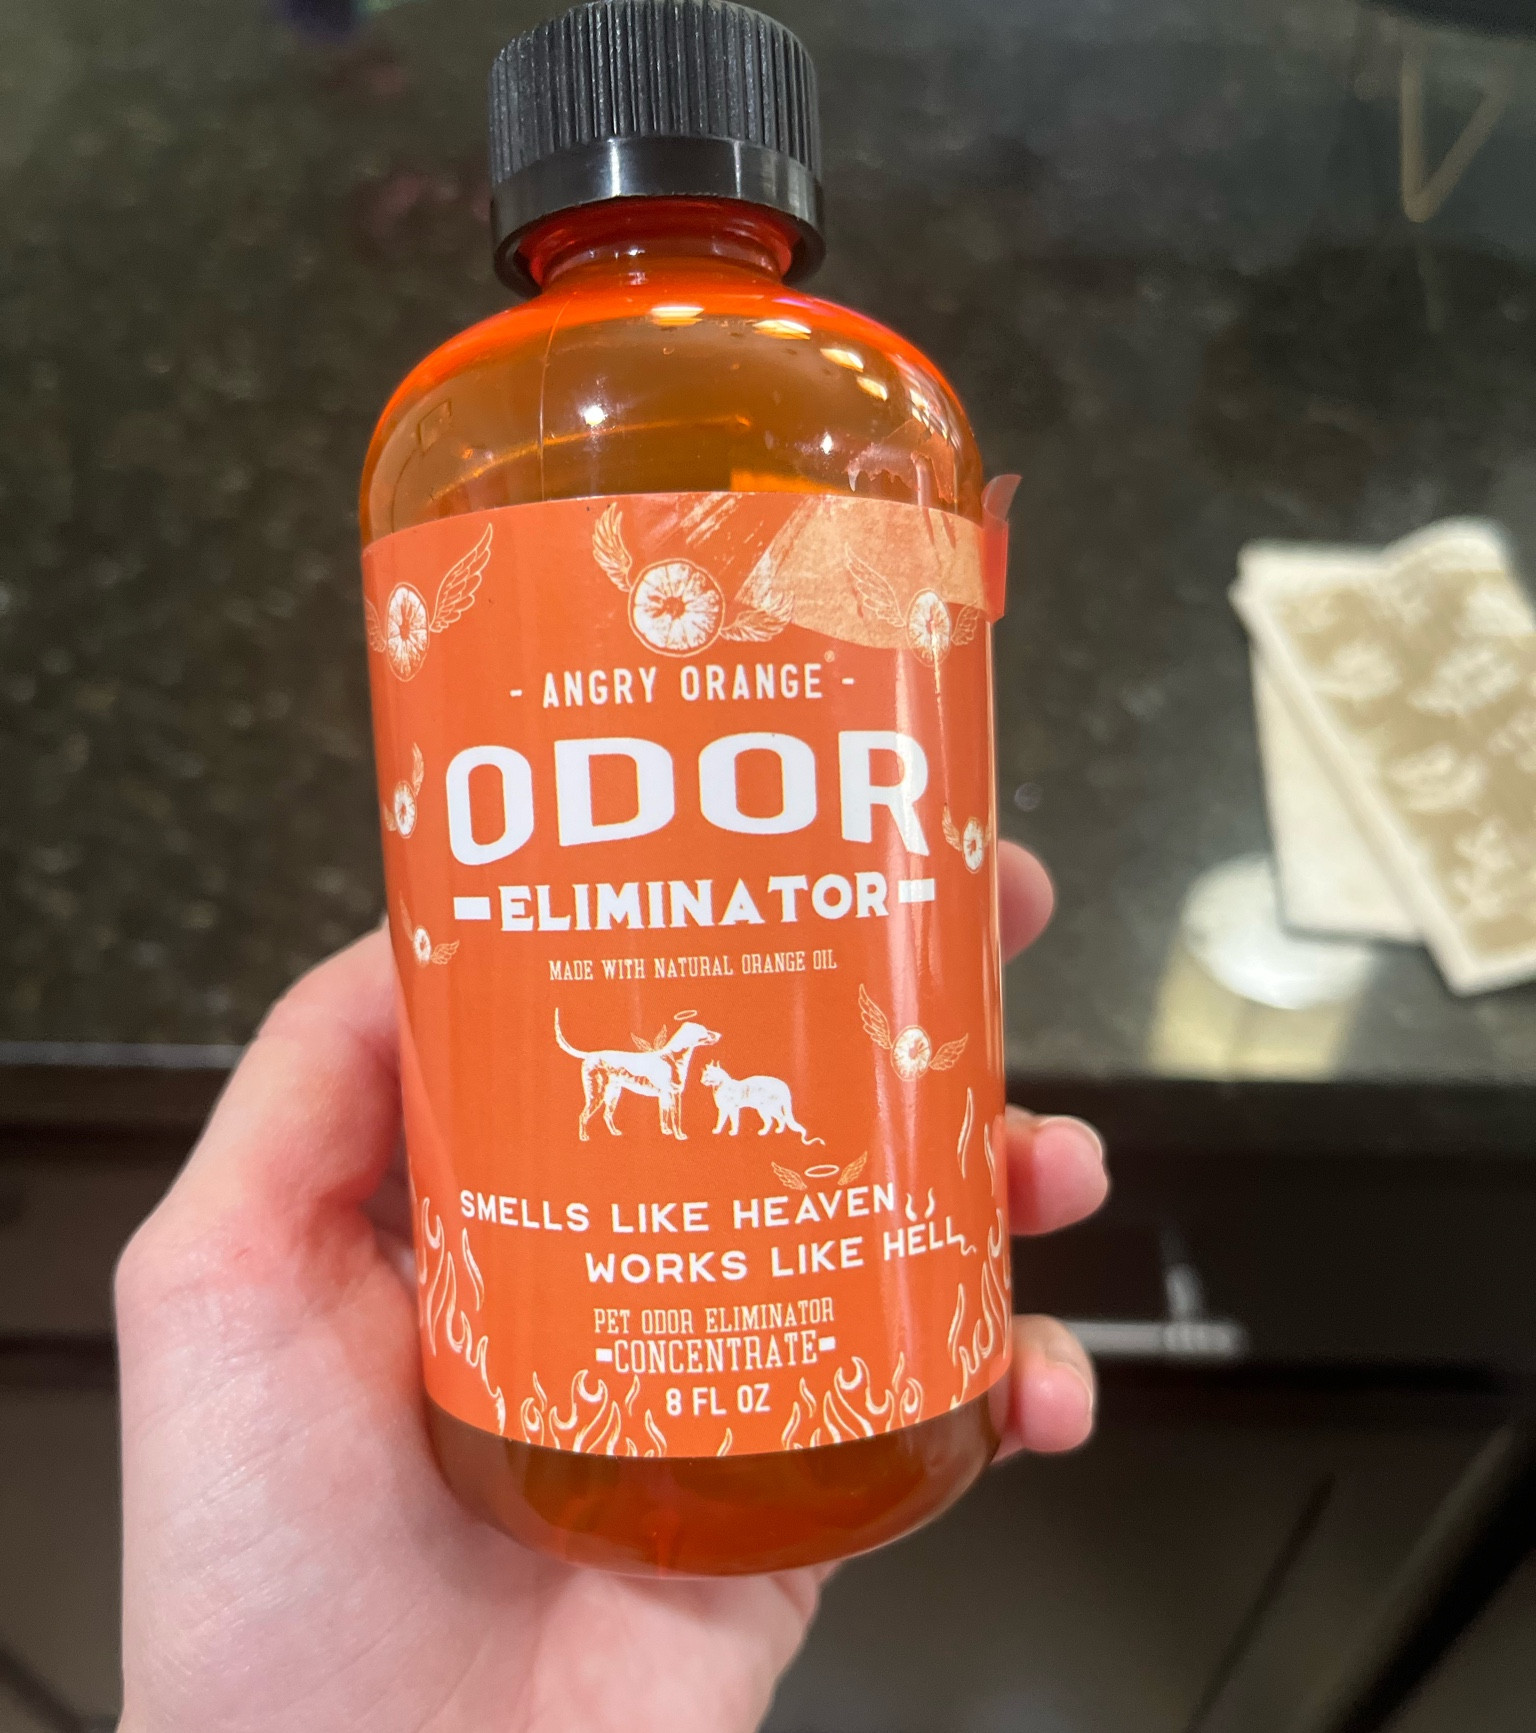 - ANGRY ORANGE® -
ODOR
ELIMINATOR
MADE WITH NATURAL ORANGE OIL
SMELLS LIKE HEAVEN
WORKS LIKE HELL
PET ODOR ELIMINATOR
CONCENTRATE
8 FL OZ